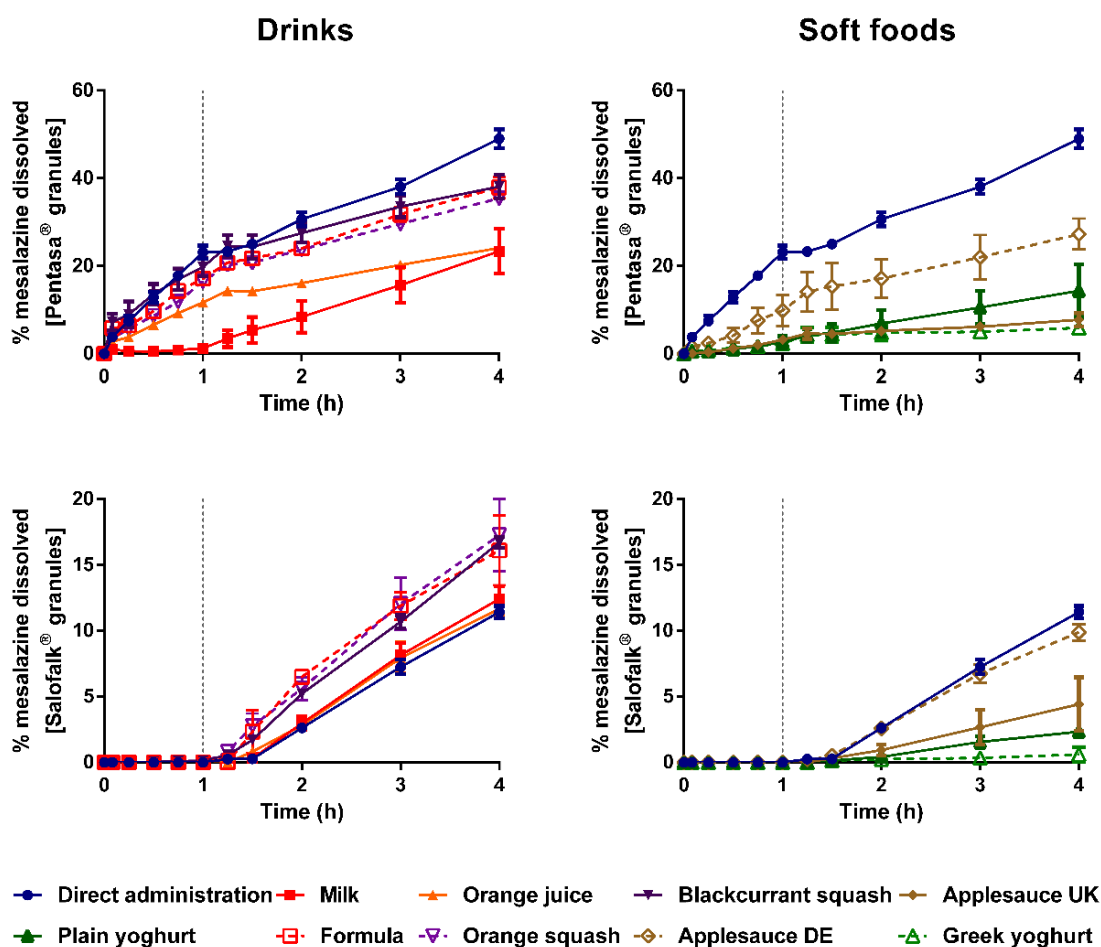 Drinks
Soft foods
% mesalazine dissolved
[Pentasa® granules]
60
40
20
0
0 1 2 3 4
Time (h)
% mesalazine dissolved
[Pentasa® granules]
60
40
20
0
0 1 2 3 4
Time (h)
% mesalazine dissolved
[Salofalk® granules]
20
15
10
5
0
0 1 2 3 4
Time (h)
% mesalazine dissolved
[Salofalk® granules]
20
15
10
5
0
0 1 2 3 4
Time (h)
Direct administration Milk Orange juice Blackcurrant squash Applesauce UK
Plain yoghurt Formula Orange squash Applesauce DE Greek yoghurt